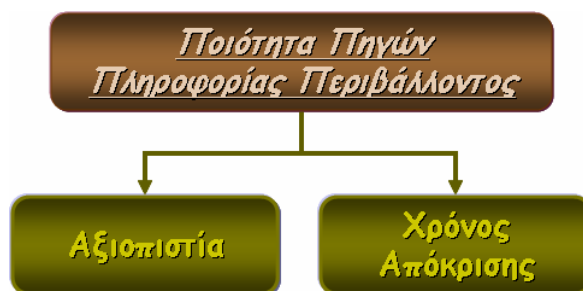 Ποιότητα Πηγών
Πληροφορίας Περιβάλλοντος
Αξιοπιστία
Χρόνος
Απόκρισης